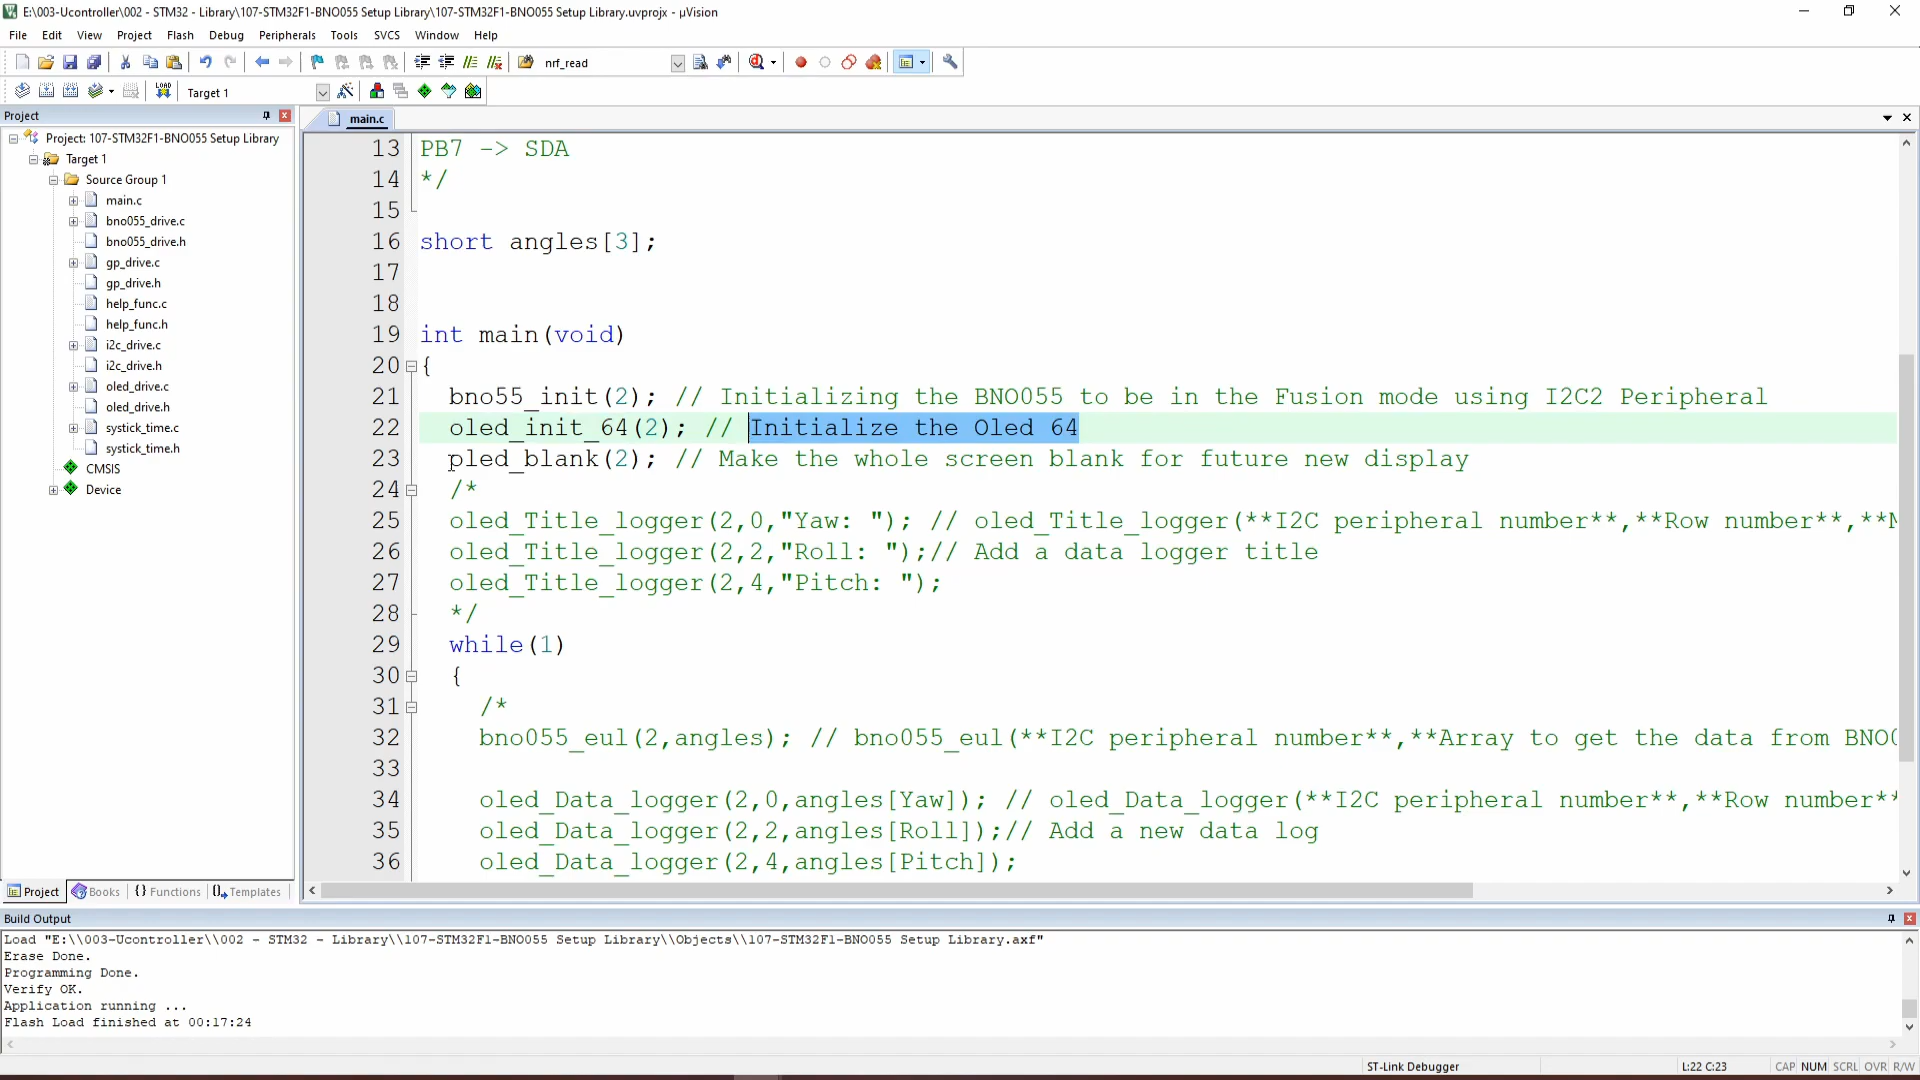 E:\003-Ucontroller\002 - STM32 - Library\107-STM32F1-BNO055 Setup Library\107-STM32F1-BNO055 Setup Library.uvprojx - µVision
File Edit View Project Flash Debug Peripherals Tools SVCS Window Help
nrf_read
LOAD Target 1
Project
main.c
Project: 107-STM32F1-BNO055 Setup Library
Target 1
Source Group 1
main.c
bno055_drive.c
bno055_drive.h
gp_drive.c
gp_drive.h
help_func.c
help_func.h
i2c_drive.c
i2c_drive.h
oled_drive.c
oled_drive.h
systick_time.c
systick_time.h
CMSIS
Device
Project Books {} Functions Templates
13 PB7 -> SDA
14 */
15
16 short angles[3];
17
18
19 int main(void)
20 {
21 bno55_init(2); // Initializing the BNO055 to be in the Fusion mode using I2C2 Peripheral
22 oled_init_64(2); // Initialize the Oled 64
23 oled_blank(2); // Make the whole screen blank for future new display
24 /*
25 oled_Title_logger(2,0,"Yaw: "); // oled_Title_logger(**I2C peripheral number**,**Row number**,**
26 oled_Title_logger(2,2,"Roll: ");// Add a data logger title
27 oled_Title_logger(2,4,"Pitch: ");
28 */
29 while(1)
30 {
31 /*
32 bno055_eul(2,angles); // bno055_eul(**I2C peripheral number**,**Array to get the data from BNO
33
34 oled_Data_logger(2,0,angles[Yaw]); // oled_Data_logger(**I2C peripheral number**,**Row number**
35 oled_Data_logger(2,2,angles[Roll]);// Add a new data log
36 oled_Data_logger(2,4,angles[Pitch]);
Build Output
Load "E:\\003-Ucontroller\\002 - STM32 - Library\\107-STM32F1-BNO055 Setup Library\\Objects\\107-STM32F1-BNO055 Setup Library.axf"
Erase Done.
Programming Done.
Verify OK.
Application running ...
Flash Load finished at 00:17:24
ST-Link Debugger L:22 C:23 CAP NUM SCRL OVR R/W